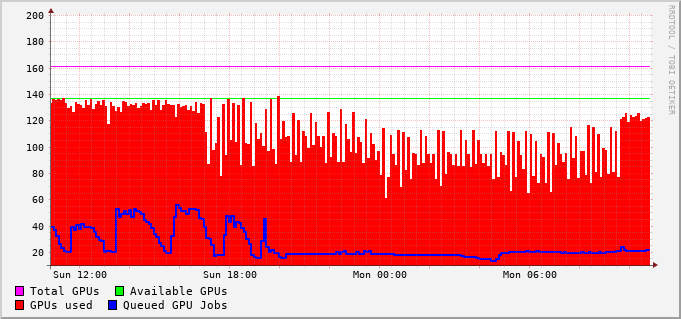 RRDTOOL / TOBI OETIKER
200
180
160
140
120
100
80
60
40
20
Sun 12:00 Sun 18:00 Mon 00:00 Mon 06:00
Total GPUs Available GPUs
GPUs used Queued GPU Jobs